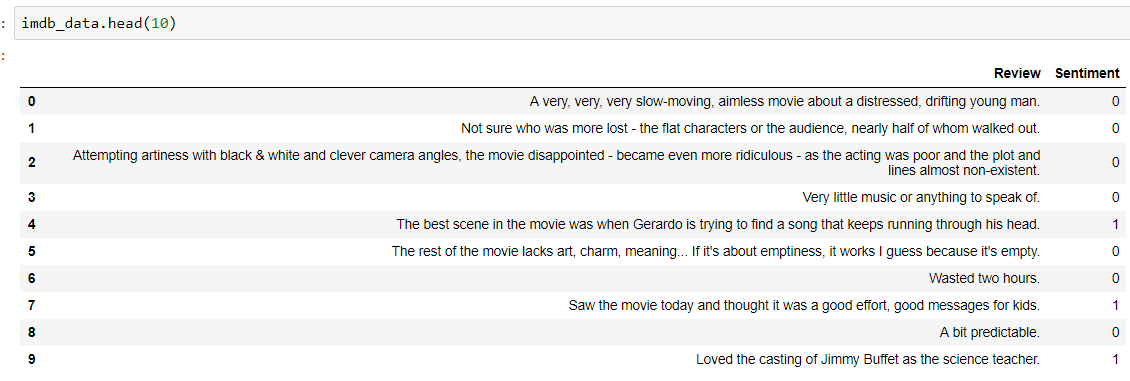 : imdb_data.head(10)
:
Review Sentiment
0 A very, very, very slow-moving, aimless movie about a distressed, drifting young man. 0
1 Not sure who was more lost - the flat characters or the audience, nearly half of whom walked out. 0
2 Attempting artiness with black & white and clever camera angles, the movie disappointed - became even more ridiculous - as the acting was poor and the plot and
lines almost non-existent. 0
3 Very little music or anything to speak of. 0
4 The best scene in the movie was when Gerardo is trying to find a song that keeps running through his head. 1
5 The rest of the movie lacks art, charm, meaning... If it's about emptiness, it works I guess because it's empty. 0
6 Wasted two hours. 0
7 Saw the movie today and thought it was a good effort, good messages for kids. 1
8 A bit predictable. 0
9 Loved the casting of Jimmy Buffet as the science teacher. 1